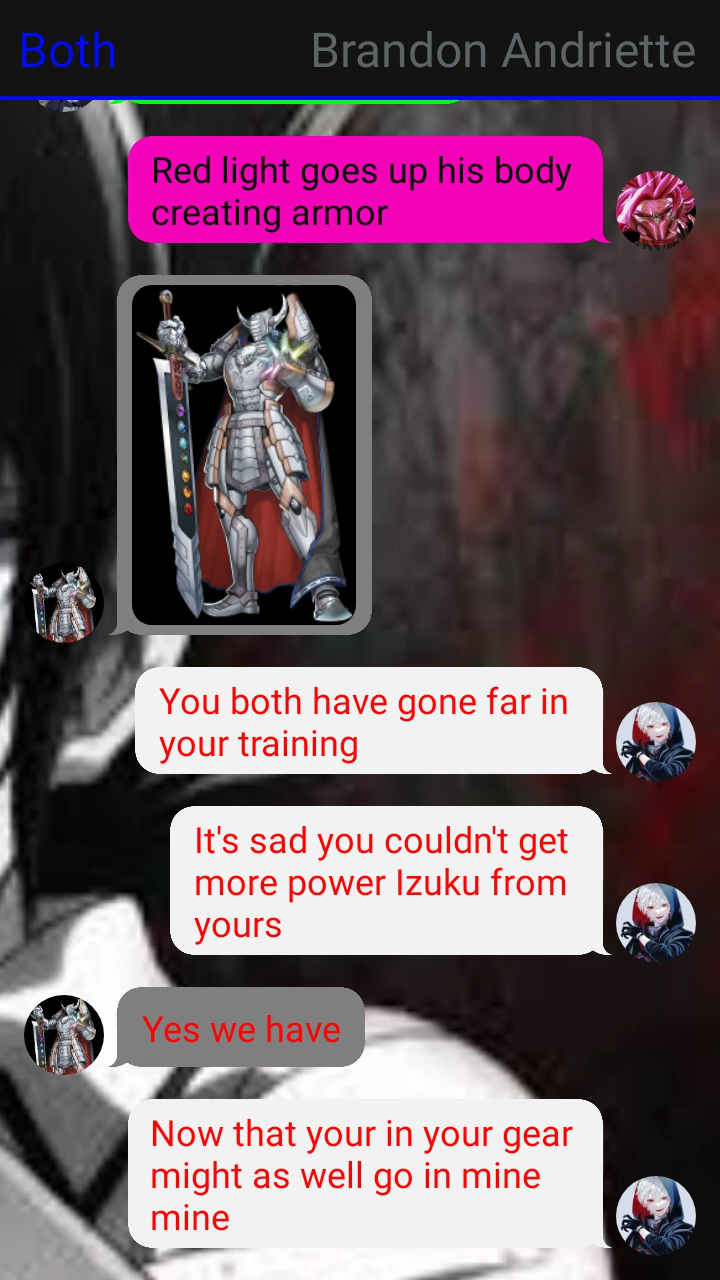 Both
Brandon Andriette
Red light goes up his body
creating armor
You both have gone far in
your training
It's sad you couldn't get
more power Izuku from
yours
Yes we have
Now that your in your gear
might as well go in mine
mine